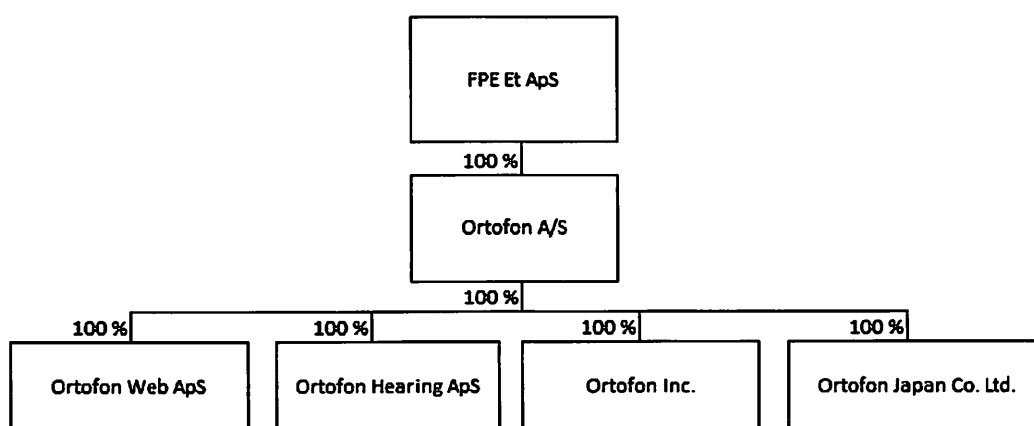 FPE Et ApS
100 %
Ortofon A/S
100 %
100 % 100 % 100 % 100 %
Ortofon Web ApS Ortofon Hearing ApS Ortofon Inc. Ortofon Japan Co. Ltd.